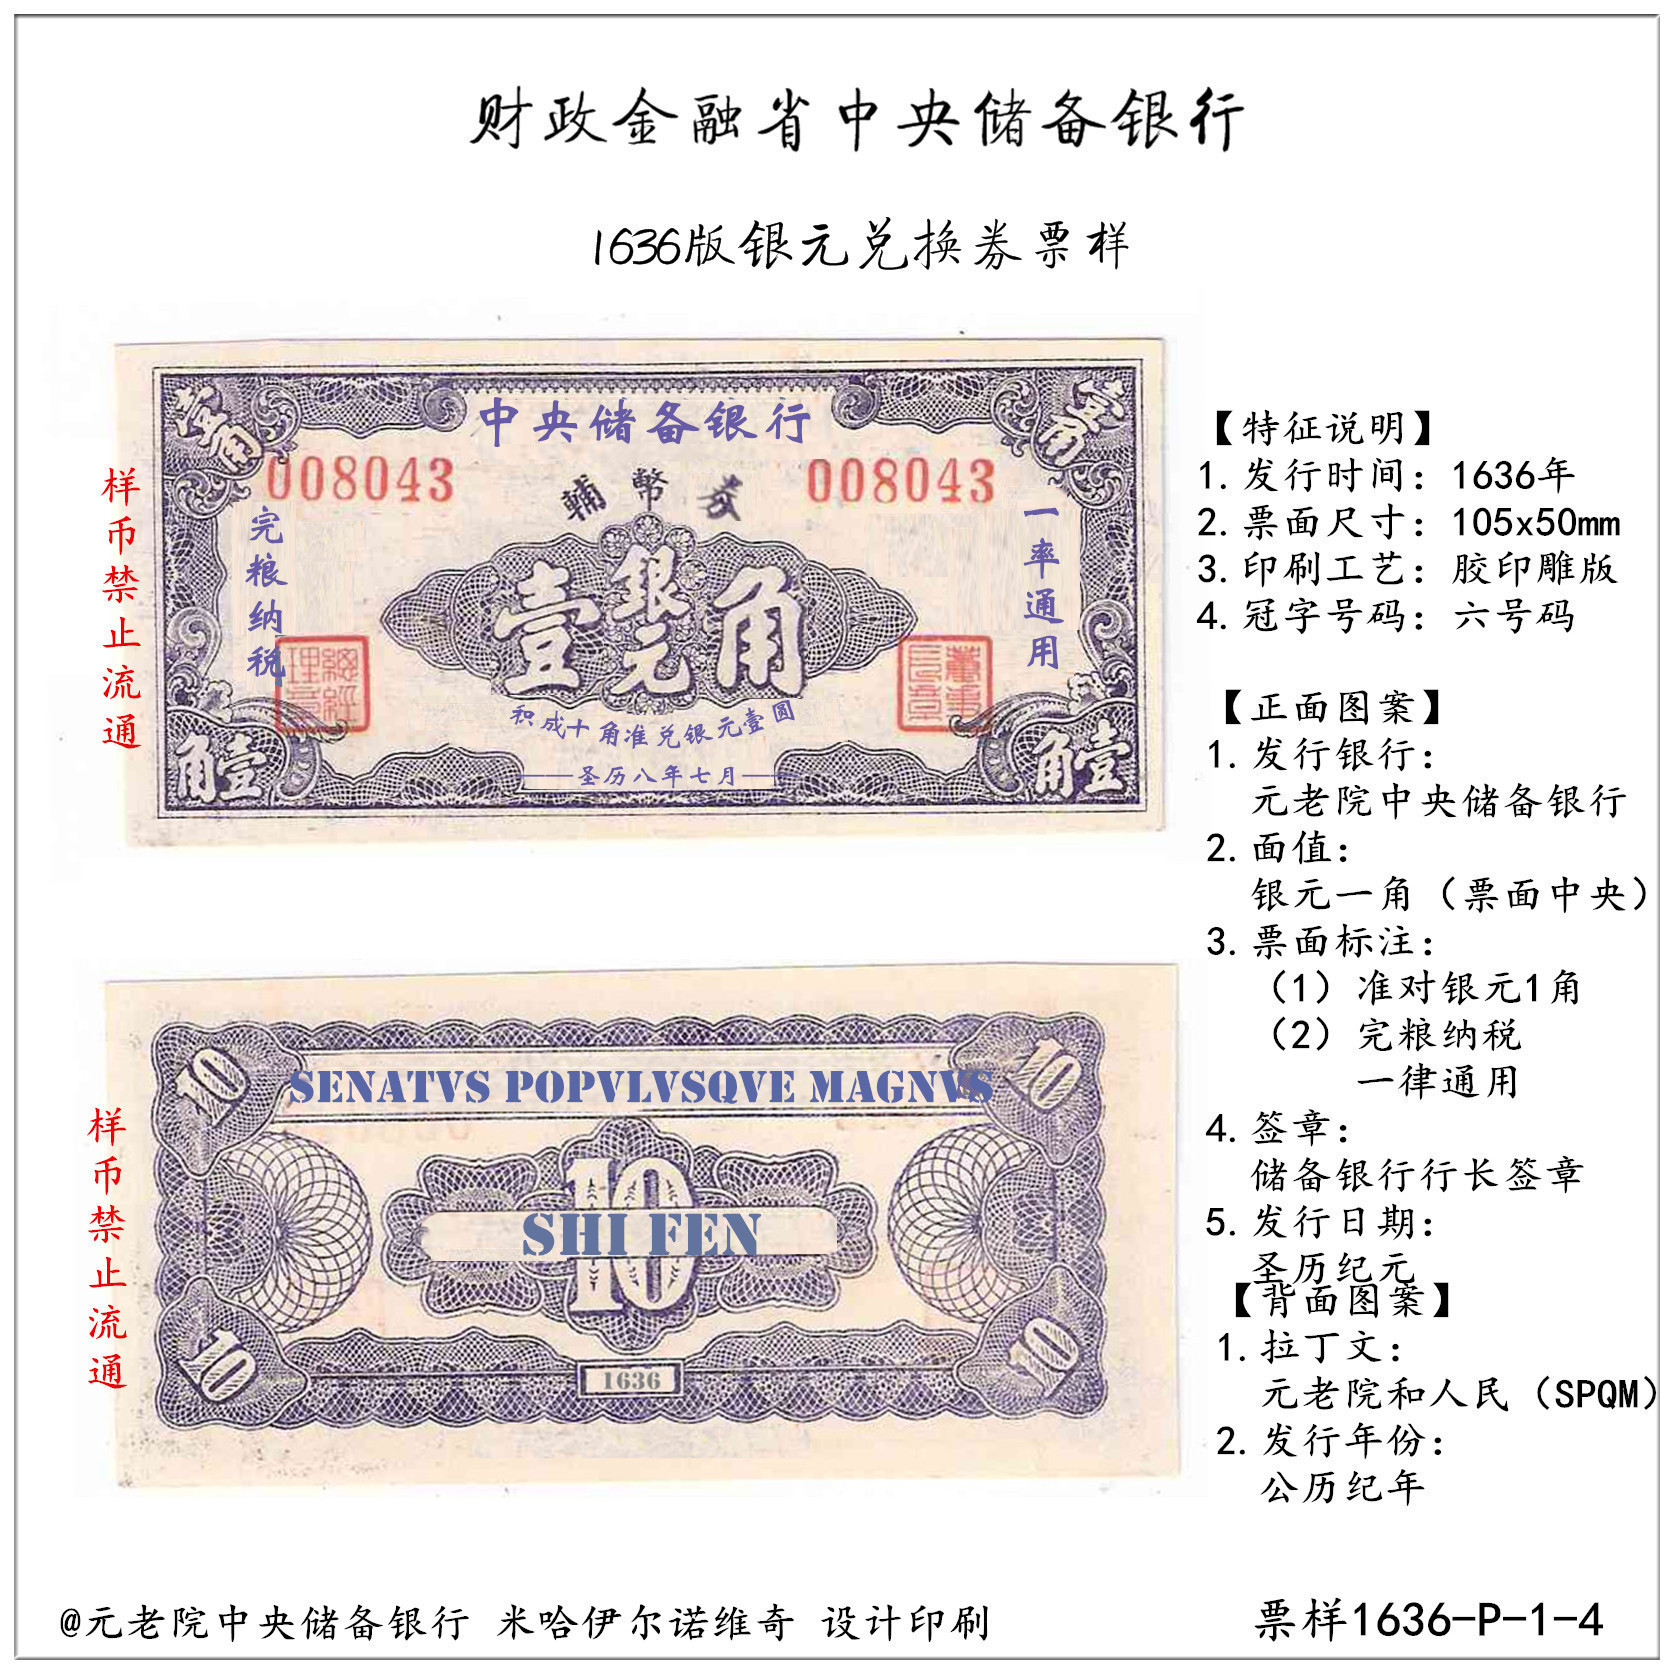 财政金融省中央储备银行
1636版银元兑换券票样
样币禁止流通
壹角
壹角
中央储备银行
008043
008043
輔幣券
完粮纳税
一率通用
壹银元角
總經理章
积成十角准兑银元壹圆
圣历八年七月
角壹
角壹
【特征说明】
1.发行时间：1636年
2.票面尺寸：105x50mm
3.印刷工艺：胶印雕版
4.冠字号码：六号码
【正面图案】
1.发行银行：
元老院中央储备银行
2.面值：
银元一角（票面中央）
3.票面标注：
（1）准对银元1角
（2）完粮纳税
一律通用
4.签章：
储备银行行长签章
5.发行日期：
圣历纪元
【背面图案】
1.拉丁文：
元老院和人民（SPQM）
2.发行年份：
公历纪年
样币禁止流通
10
10
SENATVS POPVLVSQVE MAGNVS
10
SHI FEN
10
10
10
1636
@元老院中央储备银行 米哈伊尔诺维奇 设计印刷
票样1636-P-1-4